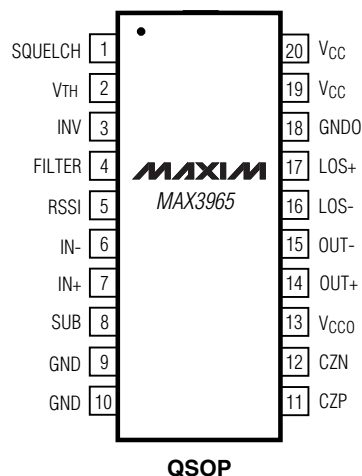 SQUELCH 1
VTH 2
INV 3
FILTER 4
RSSI 5
IN- 6
IN+ 7
SUB 8
GND 9
GND 10
MAXIM
MAX3965
20 VCC
19 VCC
18 GNDO
17 LOS+
16 LOS-
15 OUT-
14 OUT+
13 VCCO
12 CZN
11 CZP
QSOP